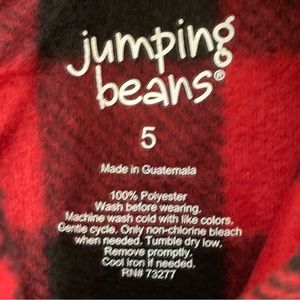 jumping
beans®
5
Made in Guatemala
100% Polyester
Wash before wearing.
Machine wash cold with like colors.
Gentle cycle. Only non-chlorine bleach
when needed. Tumble dry low.
Remove promptly.
Cool iron if needed.
RN# 73277